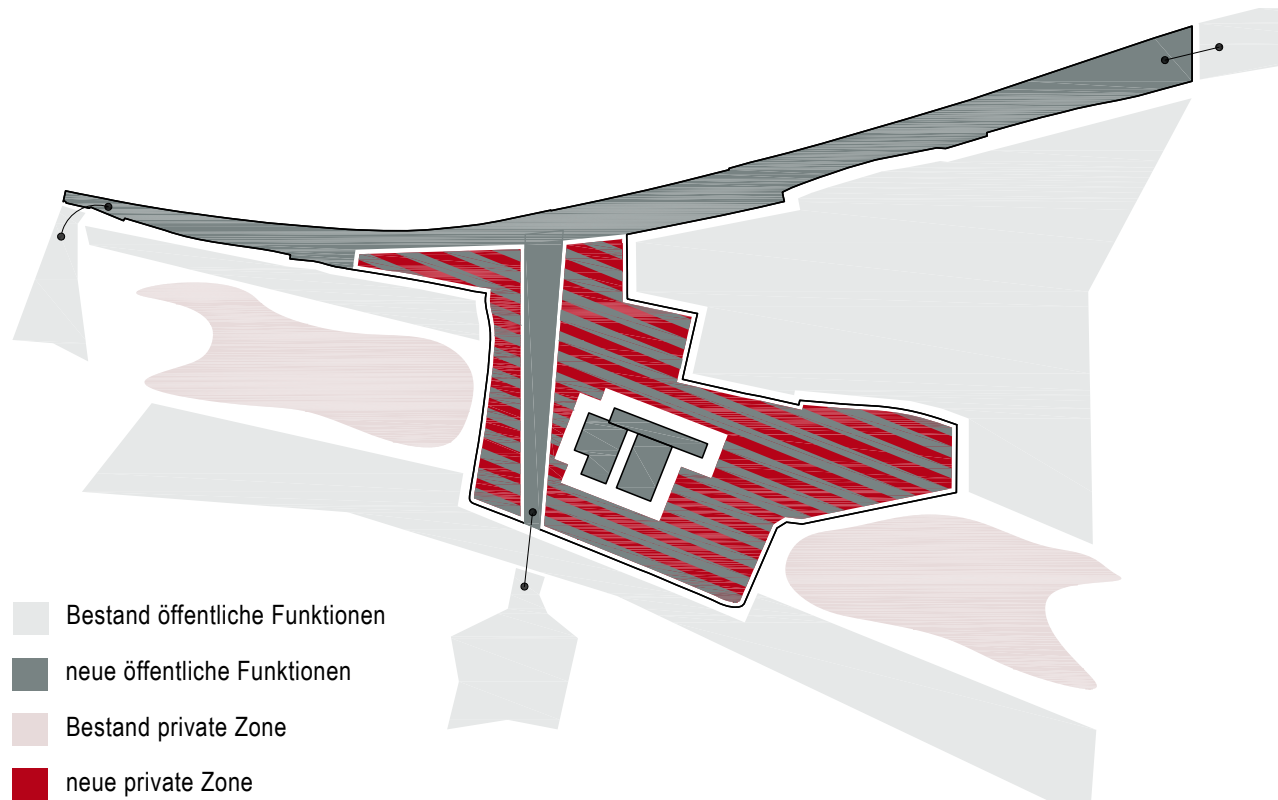 Bestand öffentliche Funktionen
neue öffentliche Funktionen
Bestand private Zone
neue private Zone